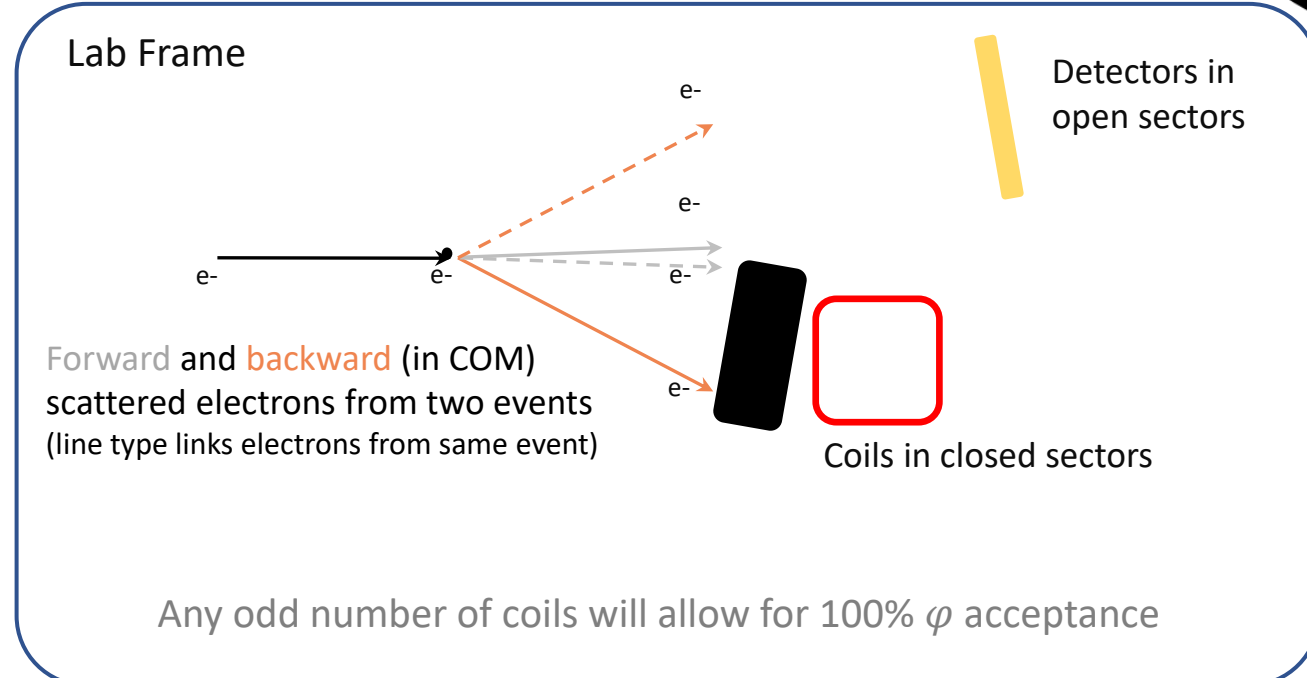 Lab Frame
e-
Detectors in
open sectors
e-
e-
e-
e-
e-
Forward and backward (in COM)
scattered electrons from two events
(line type links electrons from same event)
Coils in closed sectors
Any odd number of coils will allow for 100% 𝜑 acceptance